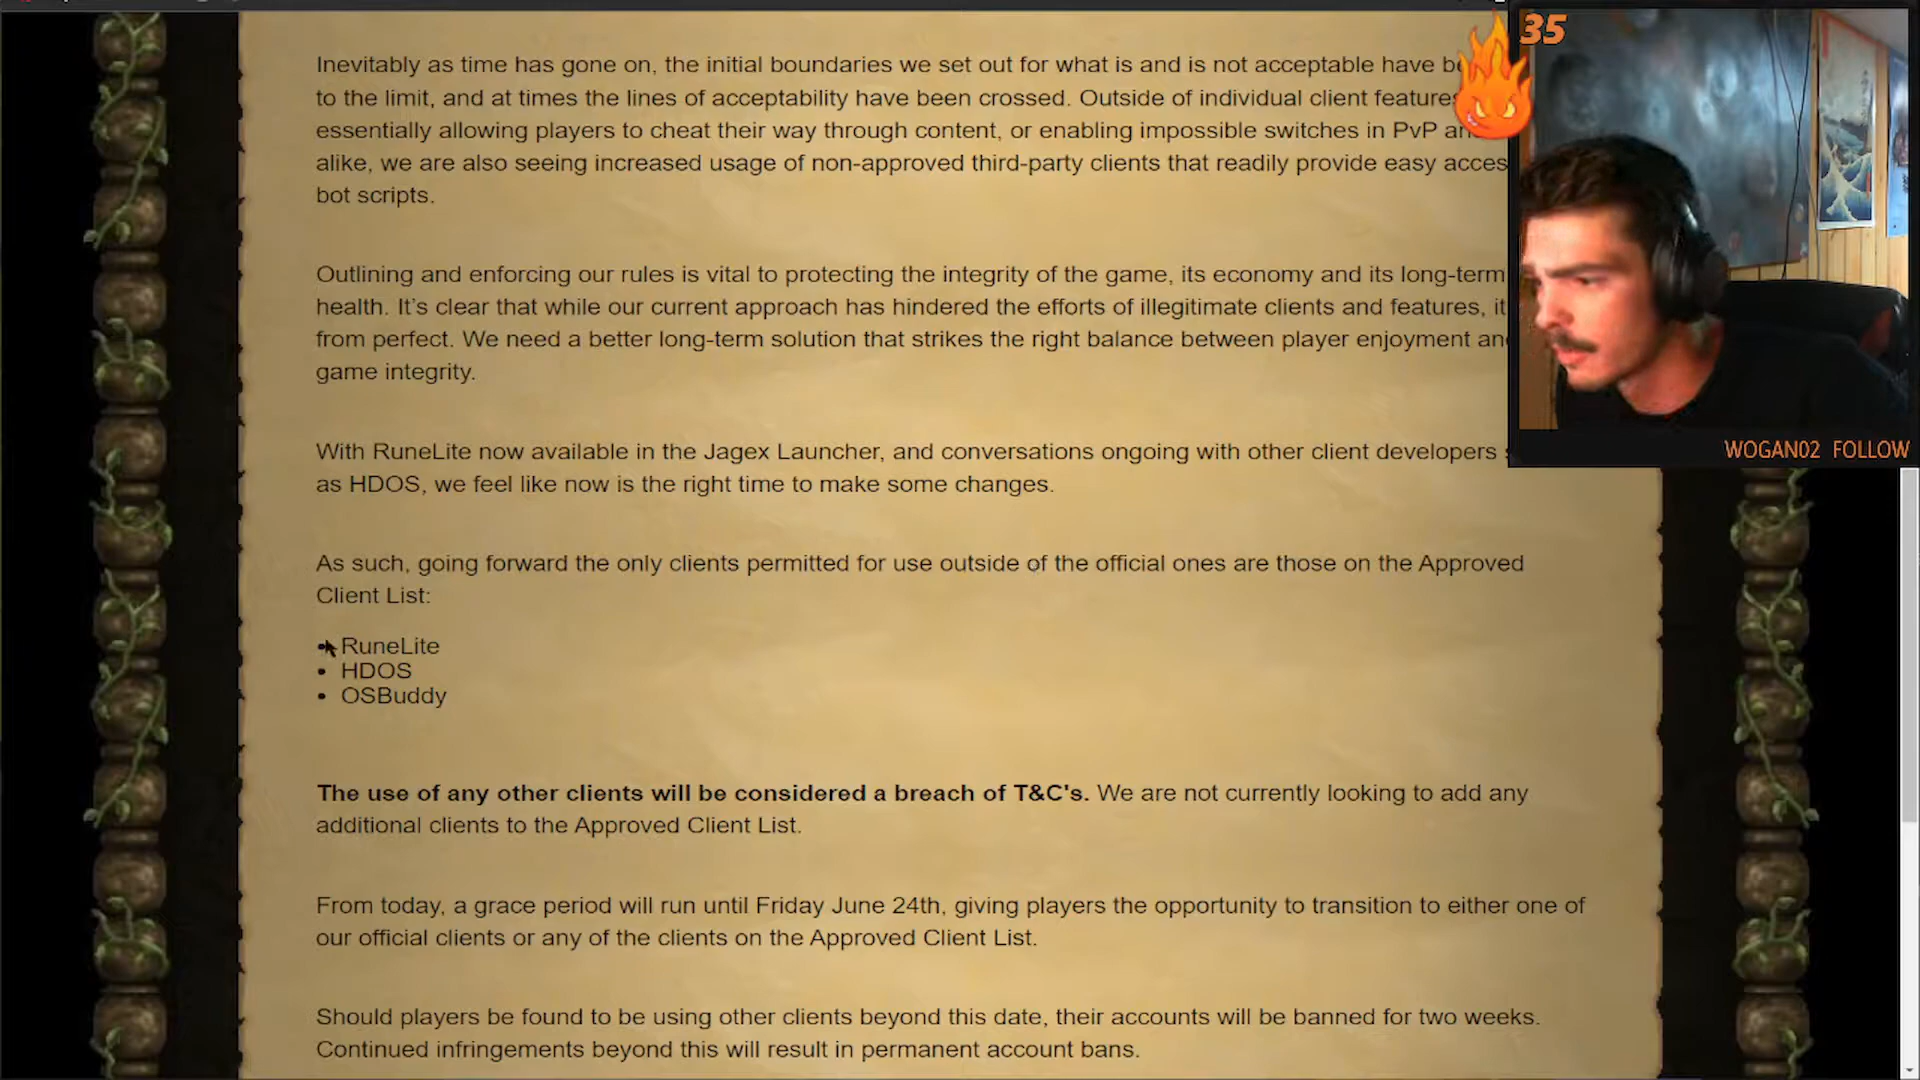 35
Inevitably as time has gone on, the initial boundaries we set out for what is and is not acceptable have
to the limit, and at times the lines of acceptability have been crossed. Outside of individual client features
essentially allowing players to cheat their way through content, or enabling impossible switches in PvP
alike, we are also seeing increased usage of non-approved third-party clients that readily provide easy
bot scripts.
Outlining and enforcing our rules is vital to protecting the integrity of the game, its economy and its long-term
health. It's clear that while our current approach has hindered the efforts of illegitimate clients and features, it
from perfect. We need a better long-term solution that strikes the right balance between player enjoyment
game integrity.
WOGAN02 FOLLOW
With RuneLite now available in the Jagex Launcher, and conversations ongoing with other client developers
as HDOS, we feel like now is the right time to make some changes.
As such, going forward the only clients permitted for use outside of the official ones are those on the Approved
Client List:
• RuneLite
• HDOS
• OSBuddy
The use of any other clients will be considered a breach of T&C's. We are not currently looking to add any
additional clients to the Approved Client List.
From today, a grace period will run until Friday June 24th, giving players the opportunity to transition to either one of
our official clients or any of the clients on the Approved Client List.
Should players be found to be using other clients beyond this date, their accounts will be banned for two weeks.
Continued infringements beyond this will result in permanent account bans.